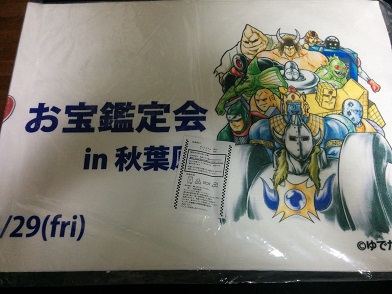 お宝鑑定会
in 秋葉
/29(fri)
©ゆで